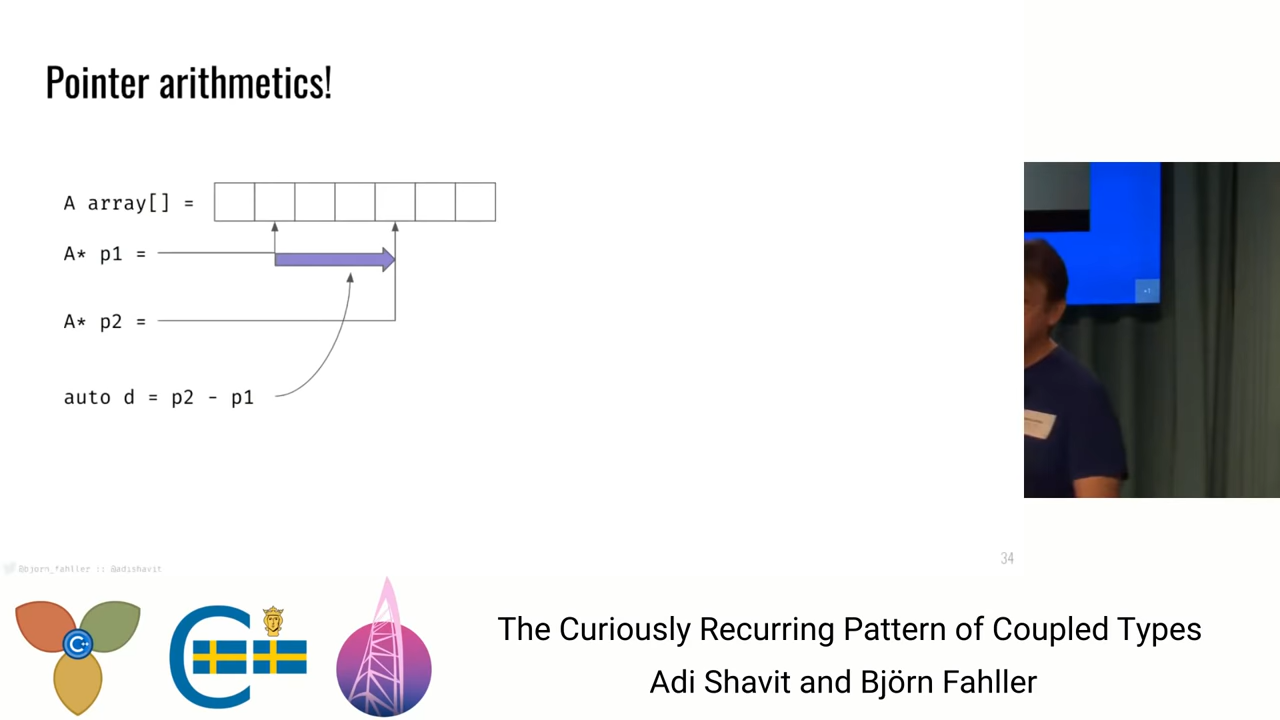 Pointer arithmetics!
A array[] =
A* p1 =
A* p2 =
auto d = p2 - p1
34
@bjorn_fahller :: @adishavit
The Curiously Recurring Pattern of Coupled Types
Adi Shavit and Björn Fahller